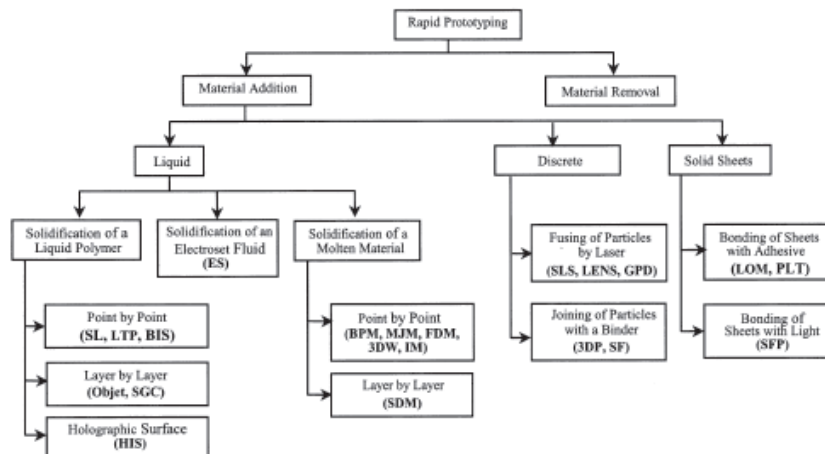 Rapid Prototyping
Material Addition
Material Removal
Liquid
Discrete
Solid Sheets
Solidification of a
Liquid Polymer
Solidification of an
Electroset Fluid
(ES)
Solidification of a
Molten Material
Fusing of Particles
by Laser
(SLS, LENS, GPD)
Bonding of Sheets
with Adhesive
(LOM, PLT)
Point by Point
(SL, LTP, BIS)
Point by Point
(BPM, MJM, FDM,
3DW, IM)
Joining of Particles
with a Binder
(3DP, SF)
Bonding of
Sheets with Light
(SFP)
Layer by Layer
(Objet, SGC)
Layer by Layer
(SDM)
Holographic Surface
(HIS)